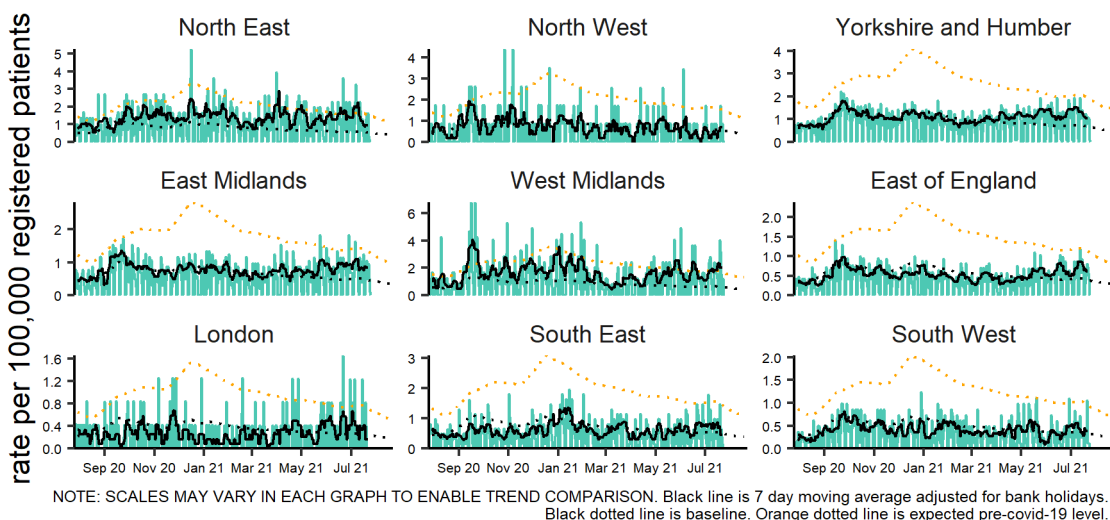 rate per 100,000 registered patients
North East
North West
Yorkshire and Humber
5
4
3
2
1
0
4
3
2
1
0
4
3
2
1
0
East Midlands
West Midlands
East of England
2
1
0
6
4
2
0
2.0
1.5
1.0
0.5
0.0
London
South East
South West
1.6
1.2
0.8
0.4
0.0
3
2
1
0
2.0
1.5
1.0
0.5
0.0
Sep 20 Nov 20 Jan 21 Mar 21 May 21 Jul 21
Sep 20 Nov 20 Jan 21 Mar 21 May 21 Jul 21
Sep 20 Nov 20 Jan 21 Mar 21 May 21 Jul 21
NOTE: SCALES MAY VARY IN EACH GRAPH TO ENABLE TREND COMPARISON. Black line is 7 day moving average adjusted for bank holidays.
Black dotted line is baseline. Orange dotted line is expected pre-covid-19 level.